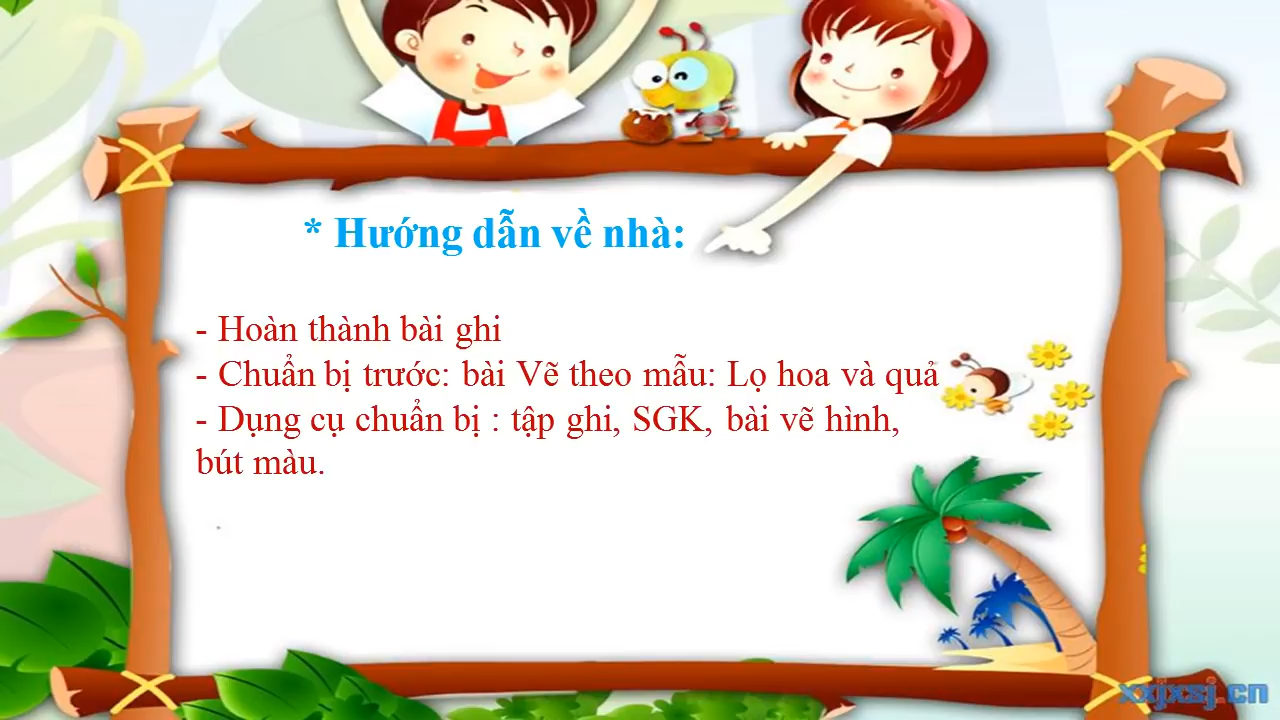 * Hướng dẫn về nhà:
- Hoàn thành bài ghi
- Chuẩn bị trước: bài Vẽ theo mẫu: Lọ hoa và quả
- Dụng cụ chuẩn bị : tập ghi, SGK, bài vẽ hình,
bút màu.
xxjxsj.cn